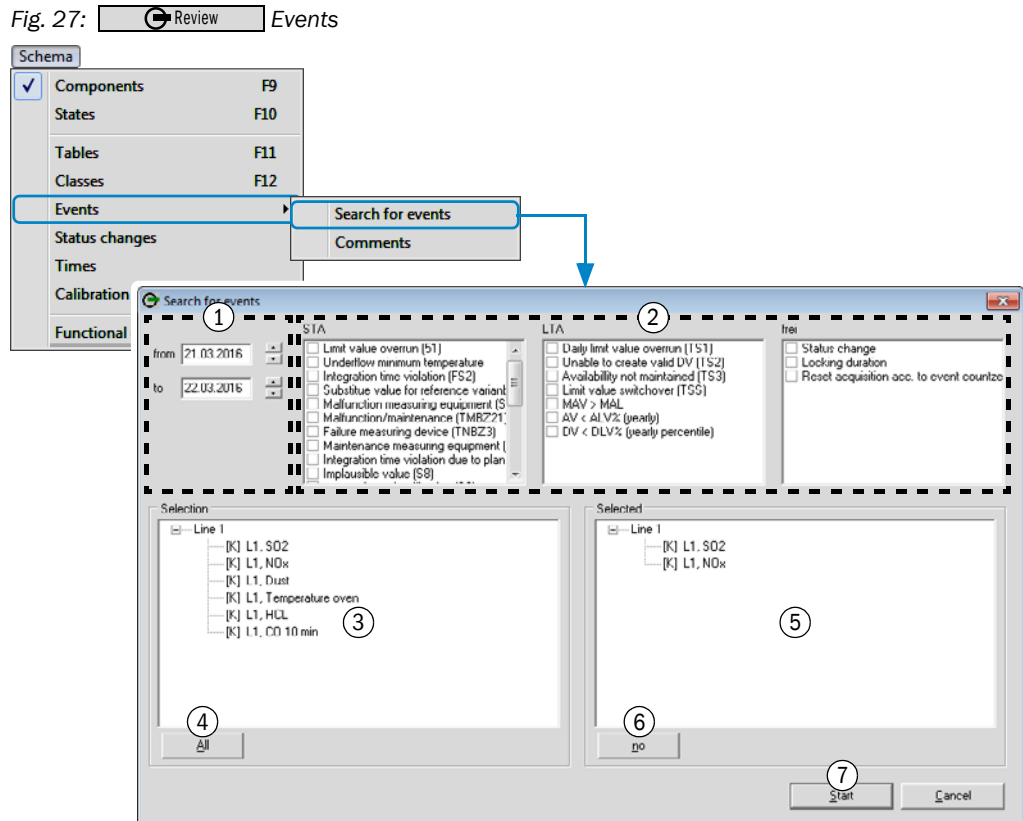 Fig. 27: Review Events
Schema
Components F9
States F10
Tables F11
Classes F12
Events
Status changes
Times
Calibration
Functional
Search for events
Comments
Search for events
1
from 21.03.2016
to 22.03.2016
2
STA
Limit value overrun (S1)
Underflow minimum temperature
Integration time violation (FS2)
Substitue value for reference variant
Malfunction measuring equipment (S
Malfunction/maintenance (TMBZ21)
Failure measuring device (TNBZ3)
Maintenance measuring equipment (
Integration time violation due to plan
Implausible value (S8)
LTA
Daily limit value overrun (TS1)
Unable to create valid DV (TS2)
Availability not maintained (TS3)
Limit value switchover (TSS)
MAV > MAL
AV < ALV% (yearly)
DV < DLV% (yearly percentile)
frei
Status change
Locking duration
Reset acquisition acc. to event countze
Selection
Line 1
[K] L1, SO2
[K] L1, NOx
[K] L1, Dust
[K] L1, Temperature oven
[K] L1, HCL
[K] L1, CO 10 min
3
4
All
Selected
Line 1
[K] L1, SO2
[K] L1, NOx
5
6
no
7
Start
Cancel